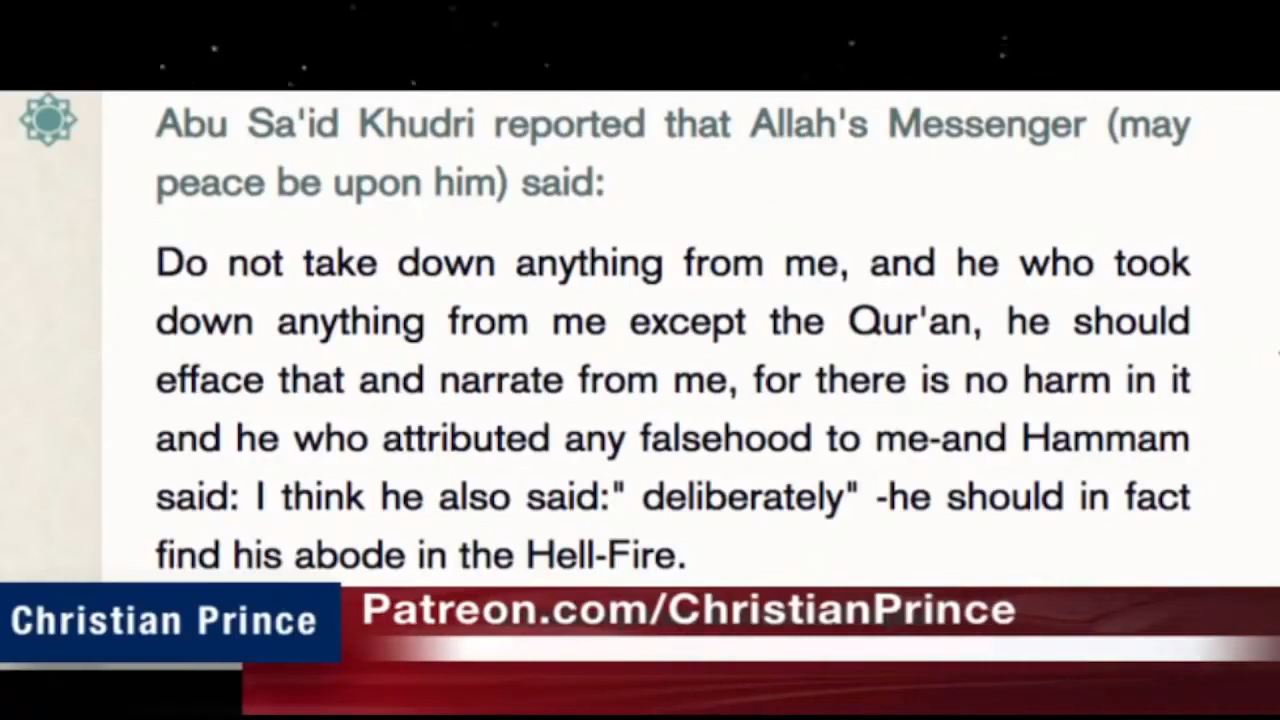 Abu Sa'id Khudri reported that Allah's Messenger (may
peace be upon him) said:
Do not take down anything from me, and he who took
down anything from me except the Qur'an, he should
efface that and narrate from me, for there is no harm in it
and he who attributed any falsehood to me-and Hammam
said: I think he also said:" deliberately" -he should in fact
find his abode in the Hell-Fire.
Christian Prince
Patreon.com/ChristianPrince